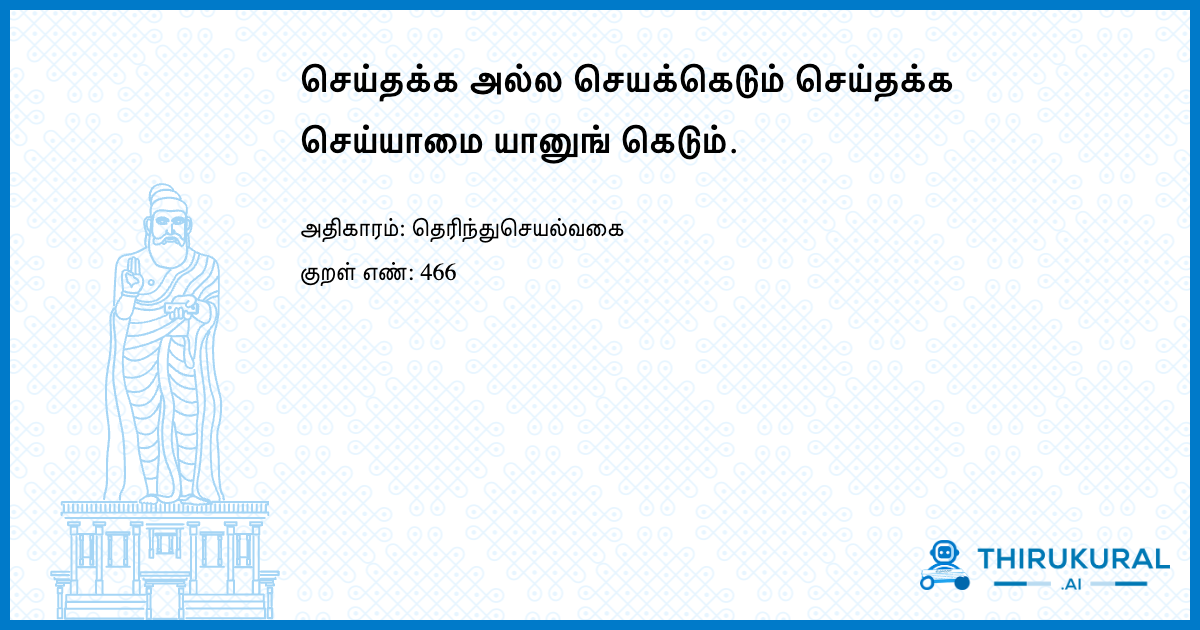 செய்தக்க அல்ல செயக்கெடும் செய்தக்க
செய்யாமை யானுங் கெடும்.
அதிகாரம்: தெரிந்துசெயல்வகை
குறள் எண்: 466
THIRUKURAL
.AI